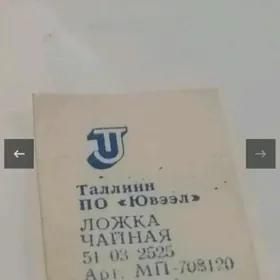 Таллинн
ПО «Ювээл»
ЛОЖКА
ЧАЙНАЯ
51 03 2525
Арт. МП-708120